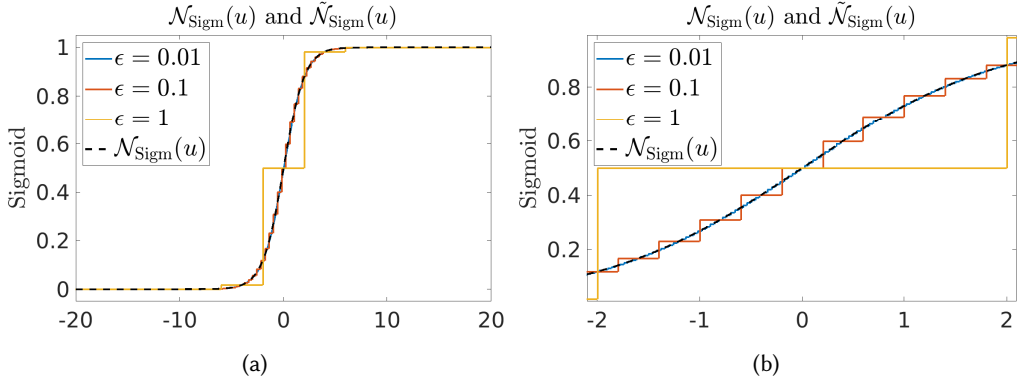 𝒩_Sigm(u) and 𝒩̃_Sigm(u)
Sigmoid
1
0.8
0.6
0.4
0.2
0
ϵ = 0.01
ϵ = 0.1
ϵ = 1
𝒩_Sigm(u)
-20
-10
0
10
20
(a)
𝒩_Sigm(u) and 𝒩̃_Sigm(u)
Sigmoid
0.8
0.6
0.4
0.2
ϵ = 0.01
ϵ = 0.1
ϵ = 1
𝒩_Sigm(u)
-2
-1
0
1
2
(b)